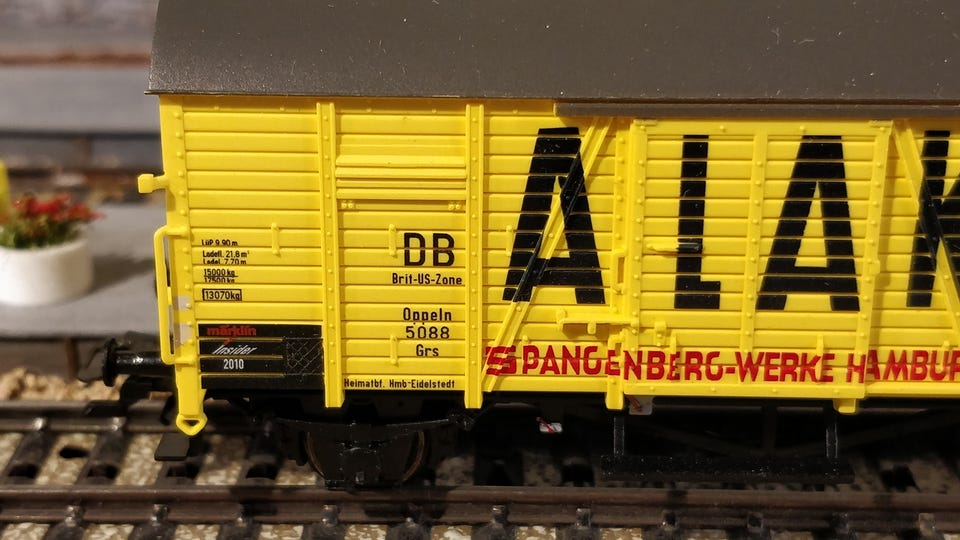 LüP 9,90 m
Ladefl. 21,8 m²
Ladel. 7,70 m
15000 kg
17500 kg
13070kg
märklin
Insider
2010
DB
Brit-US-Zone
Oppeln
5088
Grs
Heimatbf. Hmb-Eidelstedt
ALAK
SPANGENBERG-WERKE HAMBUR